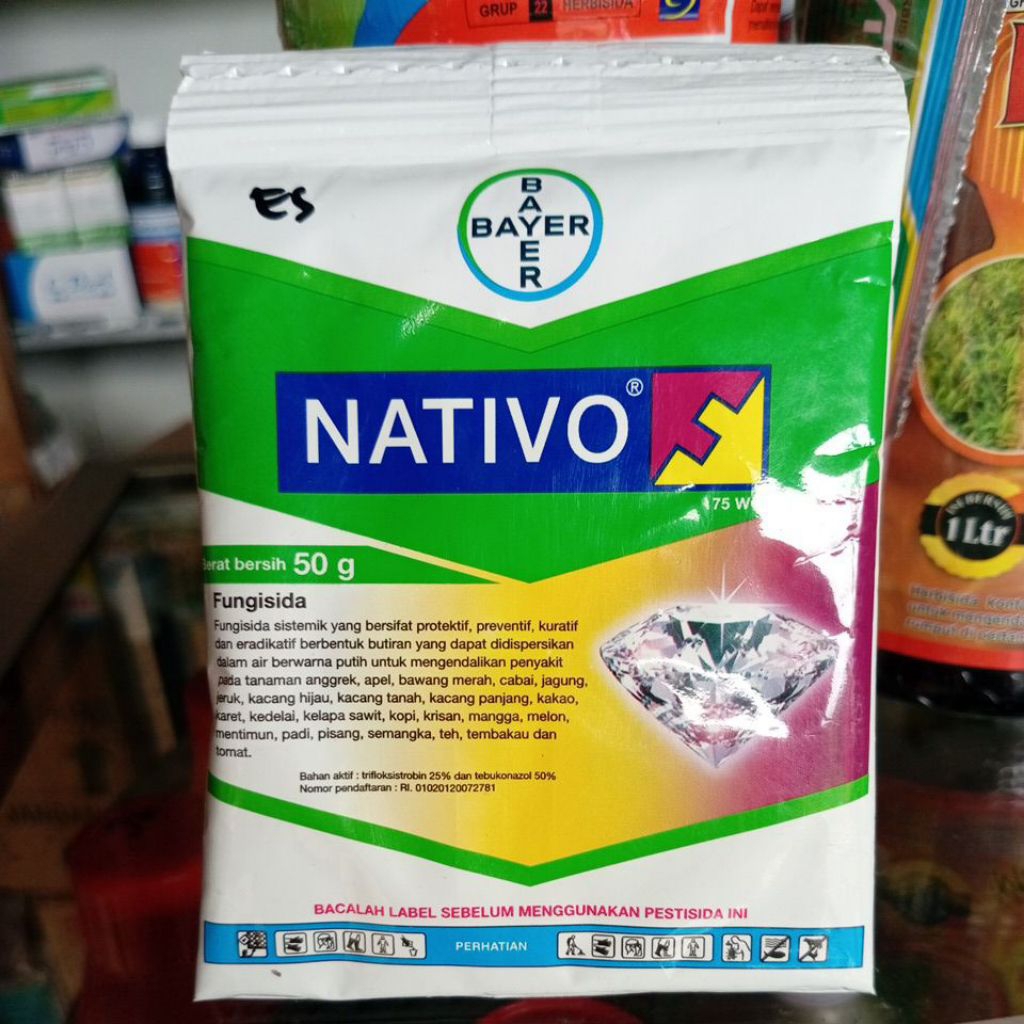 GRUP 22 HERBISIDA
ES
BAYER
BAYER
NATIVO®
75 W
Berat bersih 50 g
Fungisida
Fungisida sistemik yang bersifat protektif, preventif, kuratif
dan eradikatif berbentuk butiran yang dapat didispersikan
dalam air berwarna putih untuk mengendalikan penyakit
pada tanaman anggrek, apel, bawang merah, cabai, jagung,
jeruk, kacang hijau, kacang tanah, kacang panjang, kakao,
karet, kedelai, kelapa sawit, kopi, krisan, mangga, melon,
mentimun, padi, pisang, semangka, teh, tembakau dan
tomat.
Bahan aktif : trifloksistrobin 25% dan tebukonazol 50%
Nomor pendaftaran : RI. 01020120072781
BACALAH LABEL SEBELUM MENGGUNAKAN PESTISIDA INI
PERHATIAN
ISI BERSIH
1 Ltr
Herbisida